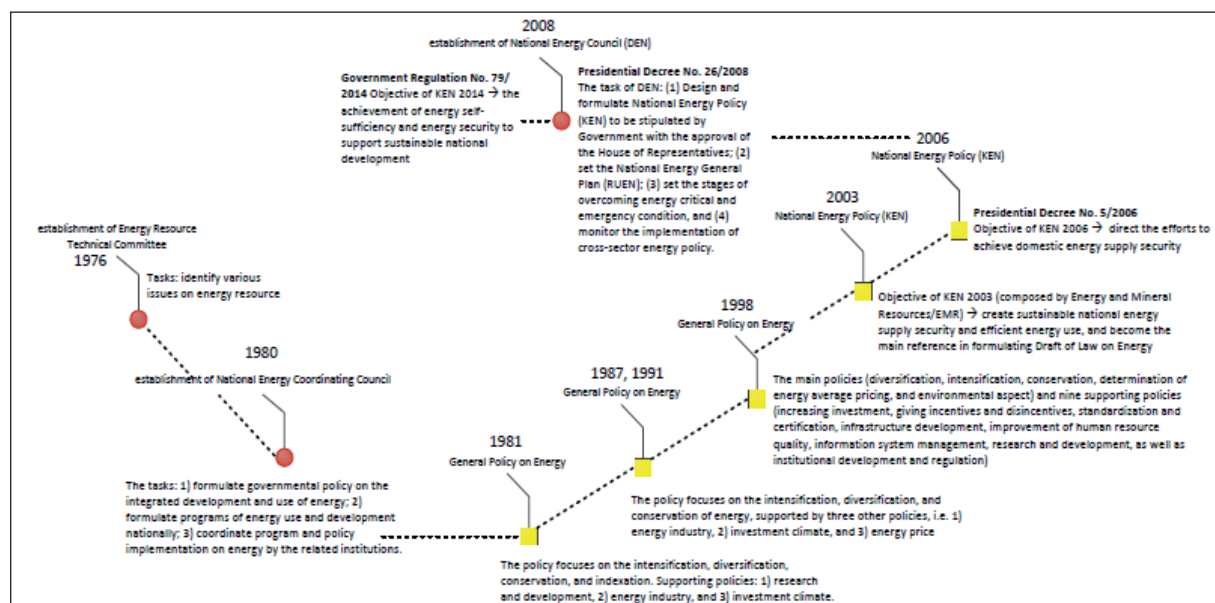 2008
establishment of National Energy Council (DEN)
Government Regulation No. 79/
2014 Objective of KEN 2014 → the
achievement of energy self-
sufficiency and energy security to
support sustainable national
development
Presidential Decree No. 26/2008
The task of DEN: (1) Design and
formulate National Energy Policy
(KEN) to be stipulated by
Government with the approval of
the House of Representatives; (2)
set the National Energy General
Plan (RUEN); (3) set the stages of
overcoming energy critical and
emergency condition, and (4)
monitor the implementation of
cross-sector energy policy.
2006
National Energy Policy (KEN)
Presidential Decree No. 5/2006
Objective of KEN 2006 → direct the efforts to
achieve domestic energy supply security
2003
National Energy Policy (KEN)
Objective of KEN 2003 (composed by Energy and Mineral
Resources/EMR) → create sustainable national energy
supply security and efficient energy use, and become the
main reference in formulating Draft of Law on Energy
establishment of Energy Resource
Technical Committee
1976
Tasks: identify various
issues on energy resource
1998
General Policy on Energy
The main policies (diversification, intensification, conservation, determination of
energy average pricing, and environmental aspect) and nine supporting policies
(increasing investment, giving incentives and disincentives, standardization and
certification, infrastructure development, improvement of human resource
quality, information system management, research and development, as well as
institutional development and regulation)
1980
establishment of National Energy Coordinating Council
The tasks: 1) formulate governmental policy on the
integrated development and use of energy; 2)
formulate programs of energy use and development
nationally; 3) coordinate program and policy
implementation on energy by the related institutions.
1987, 1991
General Policy on Energy
The policy focuses on the intensification, diversification, and
conservation of energy, supported by three other policies, i.e. 1)
energy industry, 2) investment climate, and 3) energy price
1981
General Policy on Energy
The policy focuses on the intensification, diversification,
conservation, and indexation. Supporting policies: 1) research
and development, 2) energy industry, and 3) investment climate.